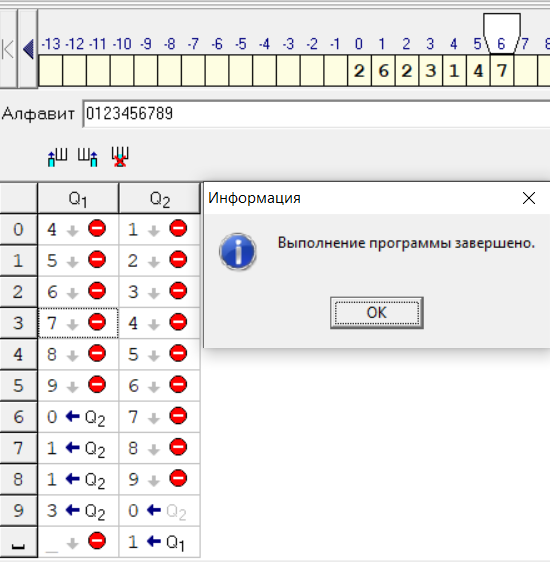 -13 -12 -11 -10 -9 -8 -7 -6 -5 -4 -3 -2 -1 0 1 2 3 4 5 6 7 8
2 6 2 3 1 4 7
Алфавит 0123456789
Q1 Q2
Информация
Выполнение программы завершено.
OK
0 4 1
1 5 2
2 6 3
3 7 4
4 8 5
5 9 6
6 0 Q2 7
7 1 Q2 8
8 1 Q2 9
9 3 Q2 0 Q2
_ 1 Q1